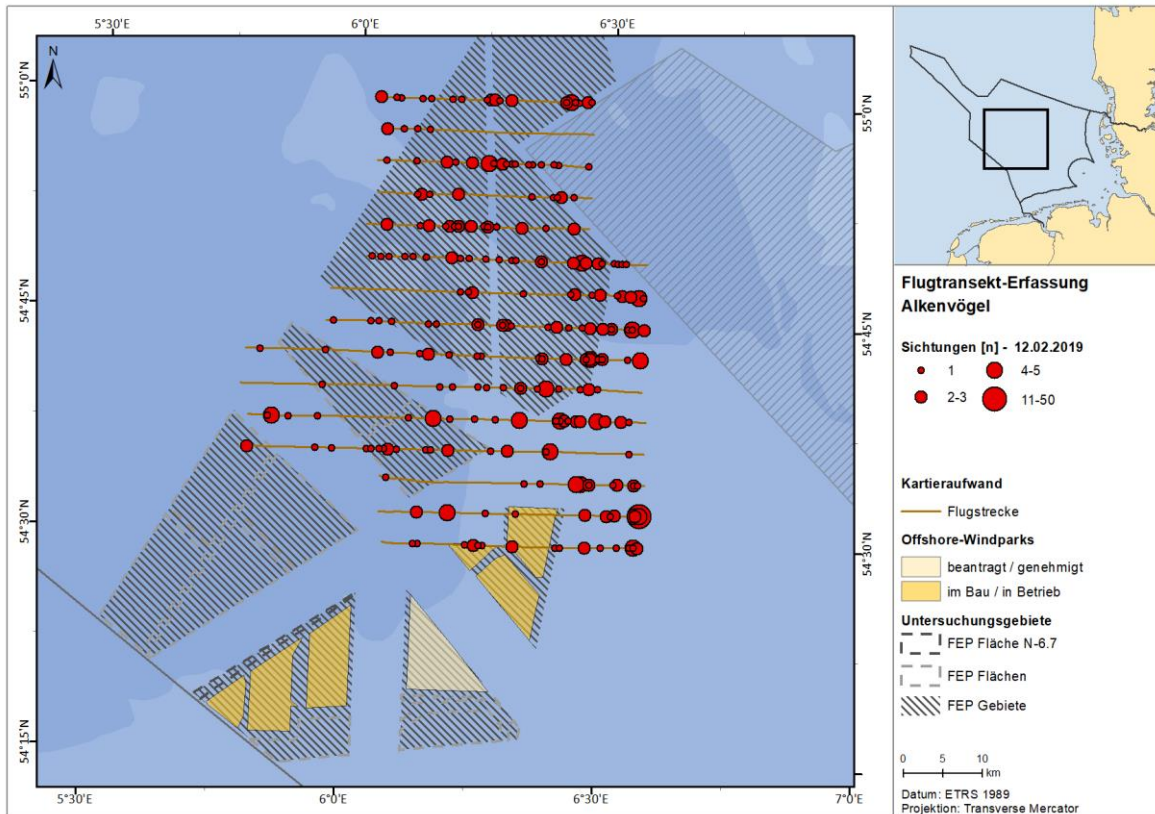 5°30'E
6°0'E
6°30'E
N
55°0'N
55°0'N
54°45'N
54°45'N
54°30'N
54°30'N
54°15'N
5°30'E
6°0'E
6°30'E
7°0'E
Flugtransekt-Erfassung
Alkenvögel
Sichtungen [n] - 12.02.2019
1
4-5
2-3
11-50
Kartieraufwand
Flugstrecke
Offshore-Windparks
beantragt / genehmigt
im Bau / in Betrieb
Untersuchungsgebiete
FEP Fläche N-6.7
FEP Flächen
FEP Gebiete
0 5 10
km
Datum: ETRS 1989
Projektion: Transverse Mercator